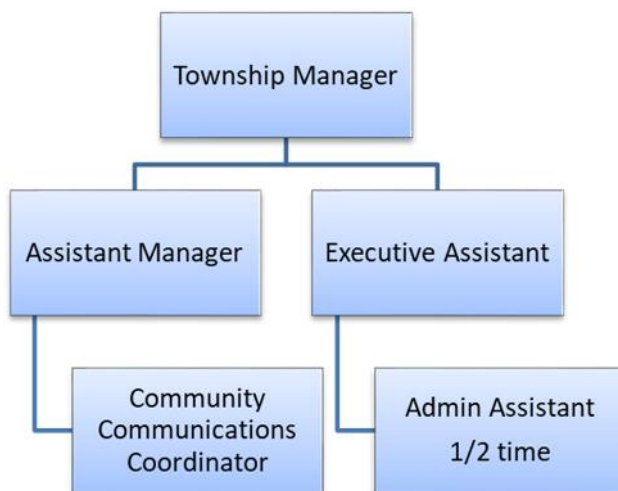 Township Manager
Assistant Manager
Executive Assistant
Community
Communications
Coordinator
Admin Assistant
1/2 time